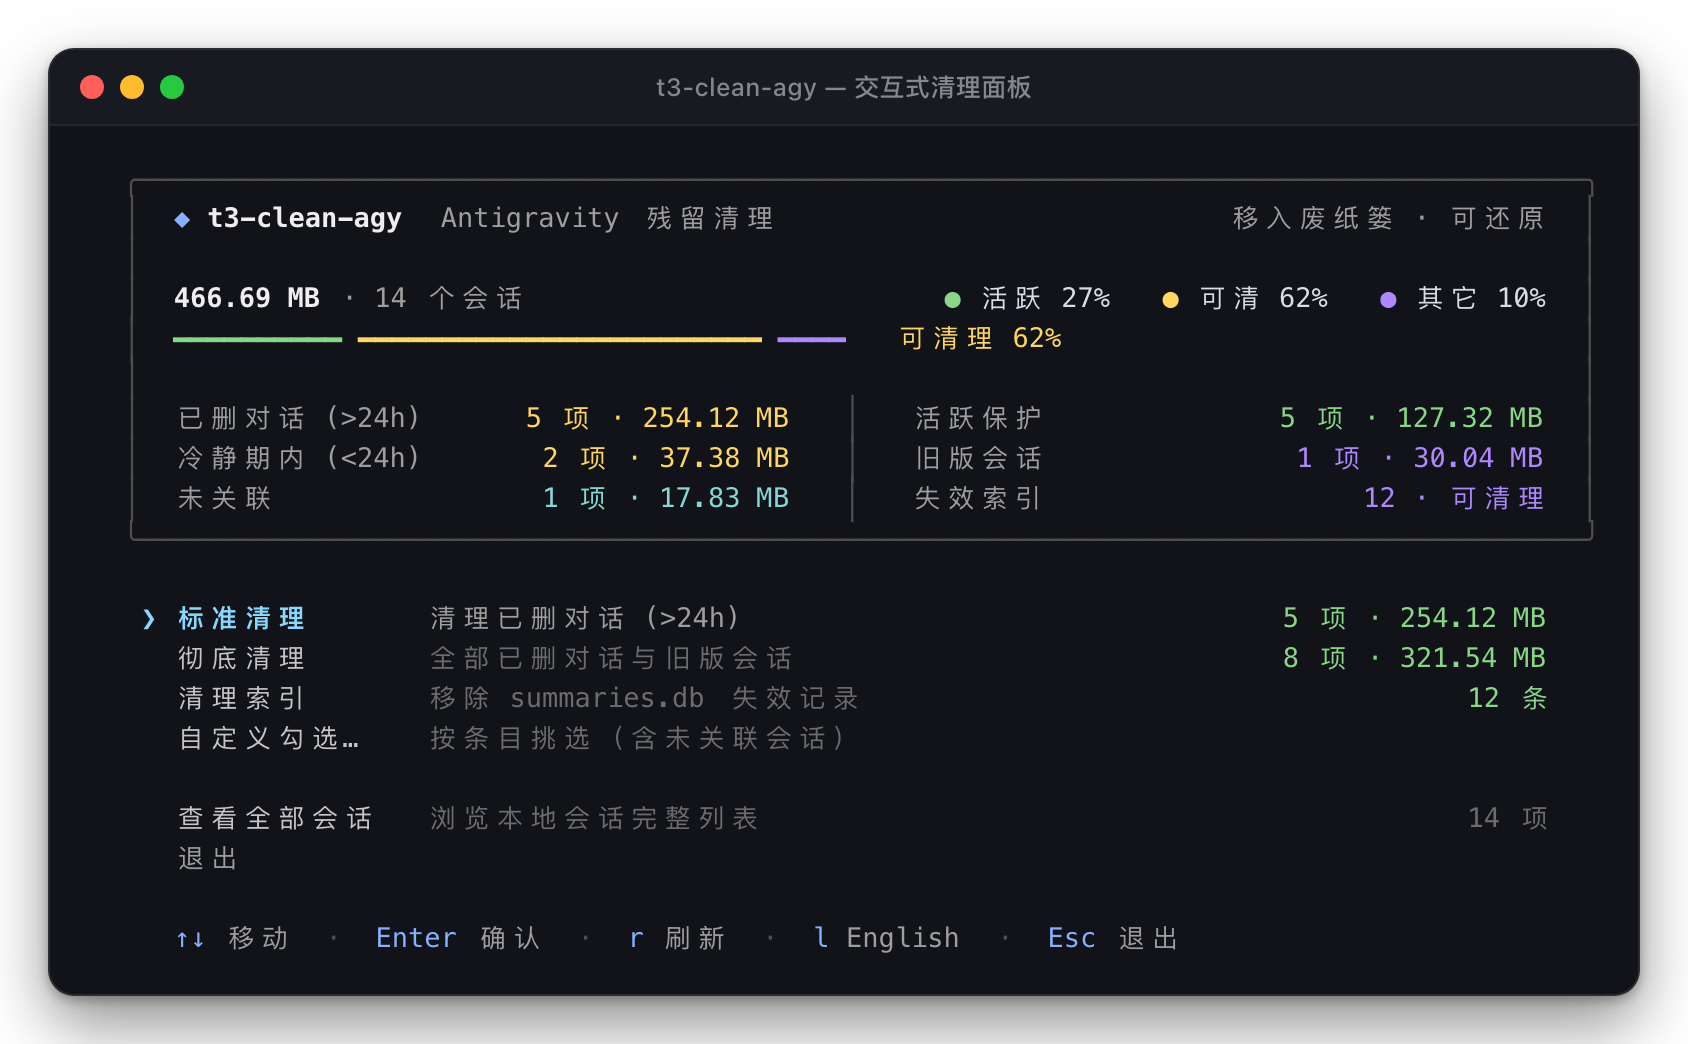 t3-clean-agy — 交互式清理面板
◆ t3-clean-agy Antigravity 残留清理 移入废纸篓 · 可还原
466.69 MB · 14 个会话 ● 活跃 27% ● 可清 62% ● 其它 10%
可清理 62%
已删对话 (>24h) 5 项 · 254.12 MB 活跃保护 5 项 · 127.32 MB
冷静期内 (<24h) 2 项 · 37.38 MB 旧版会话 1 项 · 30.04 MB
未关联 1 项 · 17.83 MB 失效索引 12 · 可清理
❯ 标准清理 清理已删对话 (>24h) 5 项 · 254.12 MB
彻底清理 全部已删对话与旧版会话 8 项 · 321.54 MB
清理索引 移除 summaries.db 失效记录 12 条
自定义勾选… 按条目挑选（含未关联会话）
查看全部会话 浏览本地会话完整列表 14 项
退出
↑↓ 移动 · Enter 确认 · r 刷新 · l English · Esc 退出